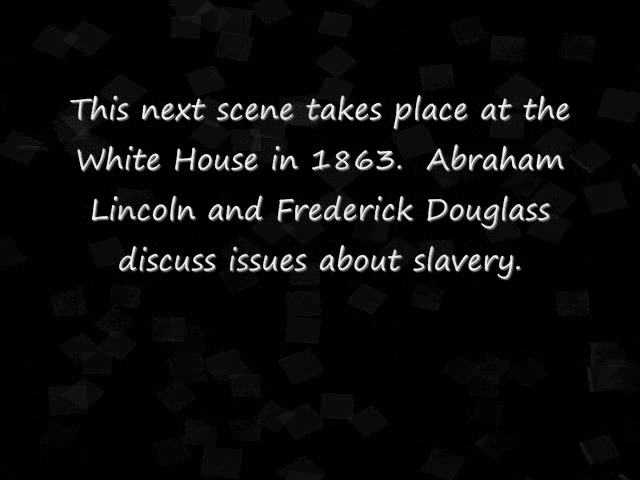 This next scene takes place at the
White House in 1863.  Abraham
Lincoln and Frederick Douglass
discuss issues about slavery.